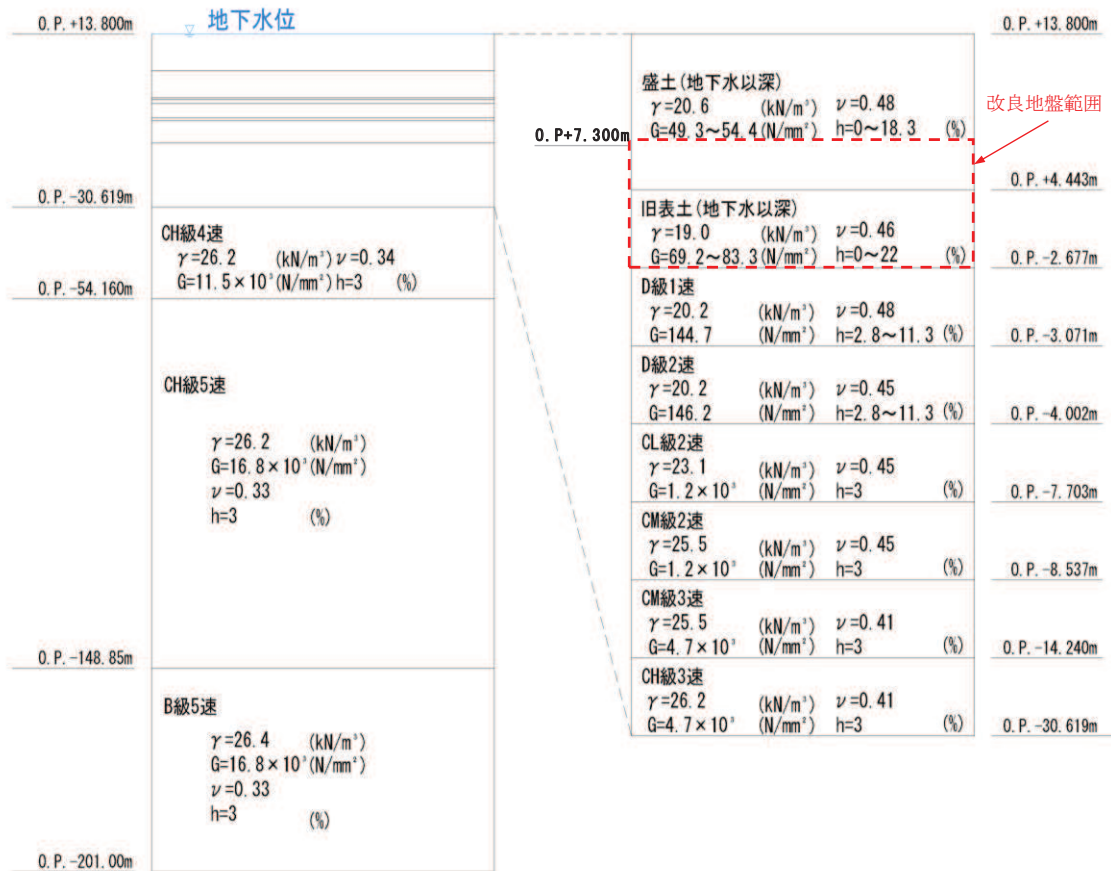 O.P.+13.800m
地下水位
O.P.-30.619m
CH級4速
γ=26.2 (kN/m³) ν=0.34
G=11.5×10³(N/mm²) h=3 (%)
O.P.-54.160m
CH級5速
γ=26.2 (kN/m³)
G=16.8×10³(N/mm²)
ν=0.33
h=3 (%)
O.P.-148.85m
B級5速
γ=26.4 (kN/m³)
G=16.8×10³(N/mm²)
ν=0.33
h=3 (%)
O.P.-201.00m
O.P.+13.800m
盛土(地下水以深)
γ=20.6 (kN/m³) ν=0.48
G=49.3~54.4(N/mm²) h=0~18.3 (%)
改良地盤範囲
O.P+7.300m
O.P.+4.443m
旧表土(地下水以深)
γ=19.0 (kN/m³) ν=0.46
G=69.2~83.3(N/mm²) h=0~22 (%)
O.P.-2.677m
D級1速
γ=20.2 (kN/m³) ν=0.48
G=144.7 (N/mm²) h=2.8~11.3 (%)
O.P.-3.071m
D級2速
γ=20.2 (kN/m³) ν=0.45
G=146.2 (N/mm²) h=2.8~11.3 (%)
O.P.-4.002m
CL級2速
γ=23.1 (kN/m³) ν=0.45
G=1.2×10³ (N/mm²) h=3 (%)
O.P.-7.703m
CM級2速
γ=25.5 (kN/m³) ν=0.45
G=1.2×10³ (N/mm²) h=3 (%)
O.P.-8.537m
CM級3速
γ=25.5 (kN/m³) ν=0.41
G=4.7×10³ (N/mm²) h=3 (%)
O.P.-14.240m
CH級3速
γ=26.2 (kN/m³) ν=0.41
G=4.7×10³ (N/mm²) h=3 (%)
O.P.-30.619m